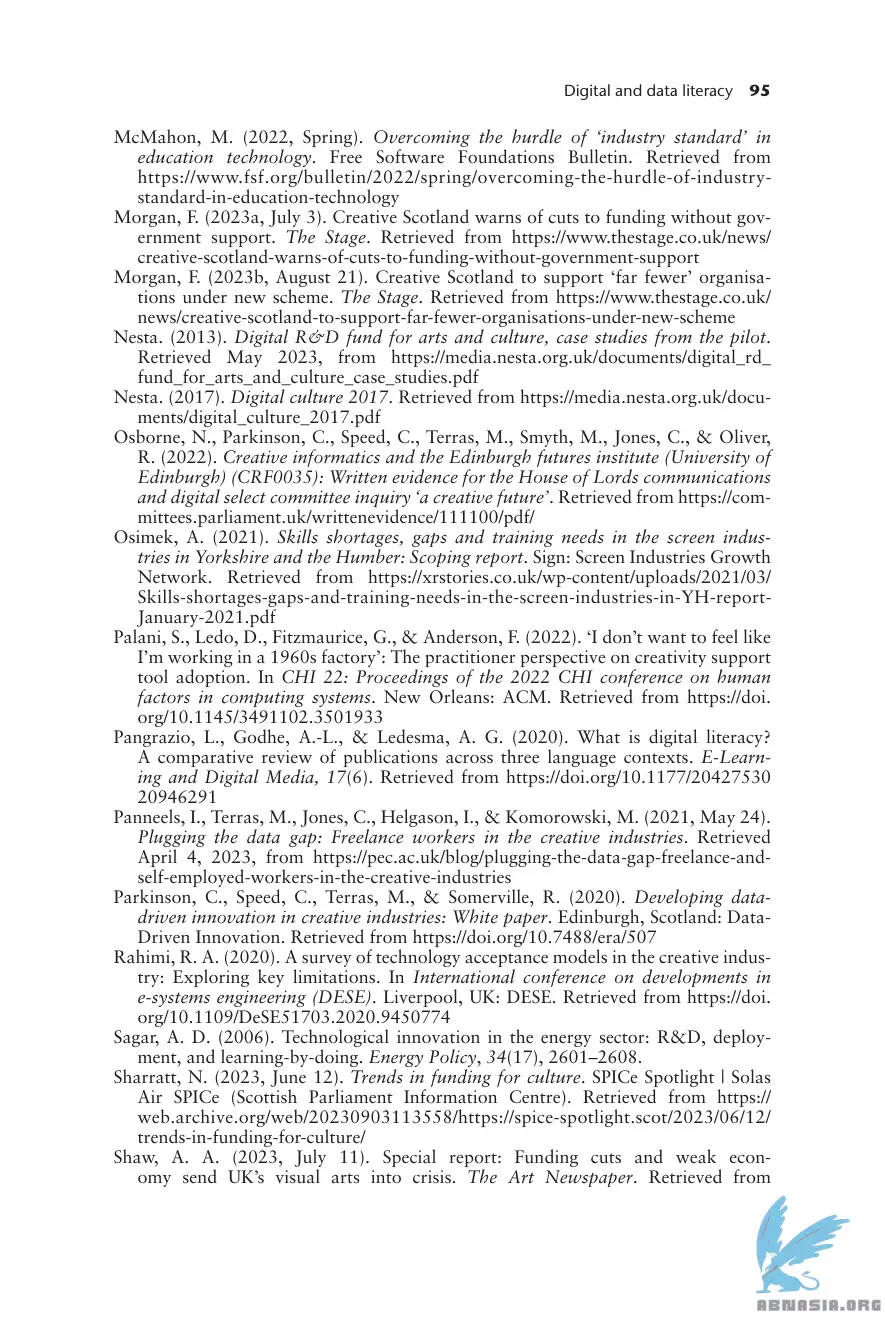 Digital and data literacy 95
McMahon, M. (2022, Spring). Overcoming the hurdle of ‘industry standard’ in
education technology. Free Software Foundations Bulletin. Retrieved from
https://www.fsf.org/bulletin/2022/spring/overcoming-the-hurdle-of-industry-
standard-in-education-technology
Morgan, F. (2023a, July 3). Creative Scotland warns of cuts to funding without gov-
ernment support. The Stage. Retrieved from https://www.thestage.co.uk/news/
creative-scotland-warns-of-cuts-to-funding-without-government-support
Morgan, F. (2023b, August 21). Creative Scotland to support ‘far fewer’ organisa-
tions under new scheme. The Stage. Retrieved from https://www.thestage.co.uk/
news/creative-scotland-to-support-far-fewer-organisations-under-new-scheme
Nesta. (2013). Digital R&D fund for arts and culture, case studies from the pilot.
Retrieved May 2023, from https://media.nesta.org.uk/documents/digital_rd_
fund_for_arts_and_culture_case_studies.pdf
Nesta. (2017). Digital culture 2017. Retrieved from https://media.nesta.org.uk/docu-
ments/digital_culture_2017.pdf
Osborne, N., Parkinson, C., Speed, C., Terras, M., Smyth, M., Jones, C., & Oliver,
R. (2022). Creative informatics and the Edinburgh futures institute (University of
Edinburgh) (CRF0035): Written evidence for the House of Lords communications
and digital select committee inquiry ‘a creative future’. Retrieved from https://com-
mittees.parliament.uk/writtenevidence/111100/pdf/
Osimek, A. (2021). Skills shortages, gaps and training needs in the screen indus-
tries in Yorkshire and the Humber: Scoping report. Sign: Screen Industries Growth
Network. Retrieved from https://xrstories.co.uk/wp-content/uploads/2021/03/
Skills-shortages-gaps-and-training-needs-in-the-screen-industries-in-YH-report-
January-2021.pdf
Palani, S., Ledo, D., Fitzmaurice, G., & Anderson, F. (2022). ‘I don’t want to feel like
I’m working in a 1960s factory’: The practitioner perspective on creativity support
tool adoption. In CHI 22: Proceedings of the 2022 CHI conference on human
factors in computing systems. New Orleans: ACM. Retrieved from https://doi.
org/10.1145/3491102.3501933
Pangrazio, L., Godhe, A.-L., & Ledesma, A. G. (2020). What is digital literacy?
A comparative review of publications across three language contexts. E-Learn-
ing and Digital Media, 17(6). Retrieved from https://doi.org/10.1177/20427530
20946291
Panneels, I., Terras, M., Jones, C., Helgason, I., & Komorowski, M. (2021, May 24).
Plugging the data gap: Freelance workers in the creative industries. Retrieved
April 4, 2023, from https://pec.ac.uk/blog/plugging-the-data-gap-freelance-and-
self-employed-workers-in-the-creative-industries
Parkinson, C., Speed, C., Terras, M., & Somerville, R. (2020). Developing data-
driven innovation in creative industries: White paper. Edinburgh, Scotland: Data-
Driven Innovation. Retrieved from https://doi.org/10.7488/era/507
Rahimi, R. A. (2020). A survey of technology acceptance models in the creative indus-
try: Exploring key limitations. In International conference on developments in
e-systems engineering (DESE). Liverpool, UK: DESE. Retrieved from https://doi.
org/10.1109/DeSE51703.2020.9450774
Sagar, A. D. (2006). Technological innovation in the energy sector: R&D, deploy-
ment, and learning-by-doing. Energy Policy, 34(17), 2601–2608.
Sharratt, N. (2023, June 12). Trends in funding for culture. SPICe Spotlight | Solas
Air SPICe (Scottish Parliament Information Centre). Retrieved from https://
web.archive.org/web/20230903113558/https://spice-spotlight.scot/2023/06/12/
trends-in-funding-for-culture/
Shaw, A. A. (2023, July 11). Special report: Funding cuts and weak econ-
omy send UK’s visual arts into crisis. The Art Newspaper. Retrieved from
ABNASIA.ORG